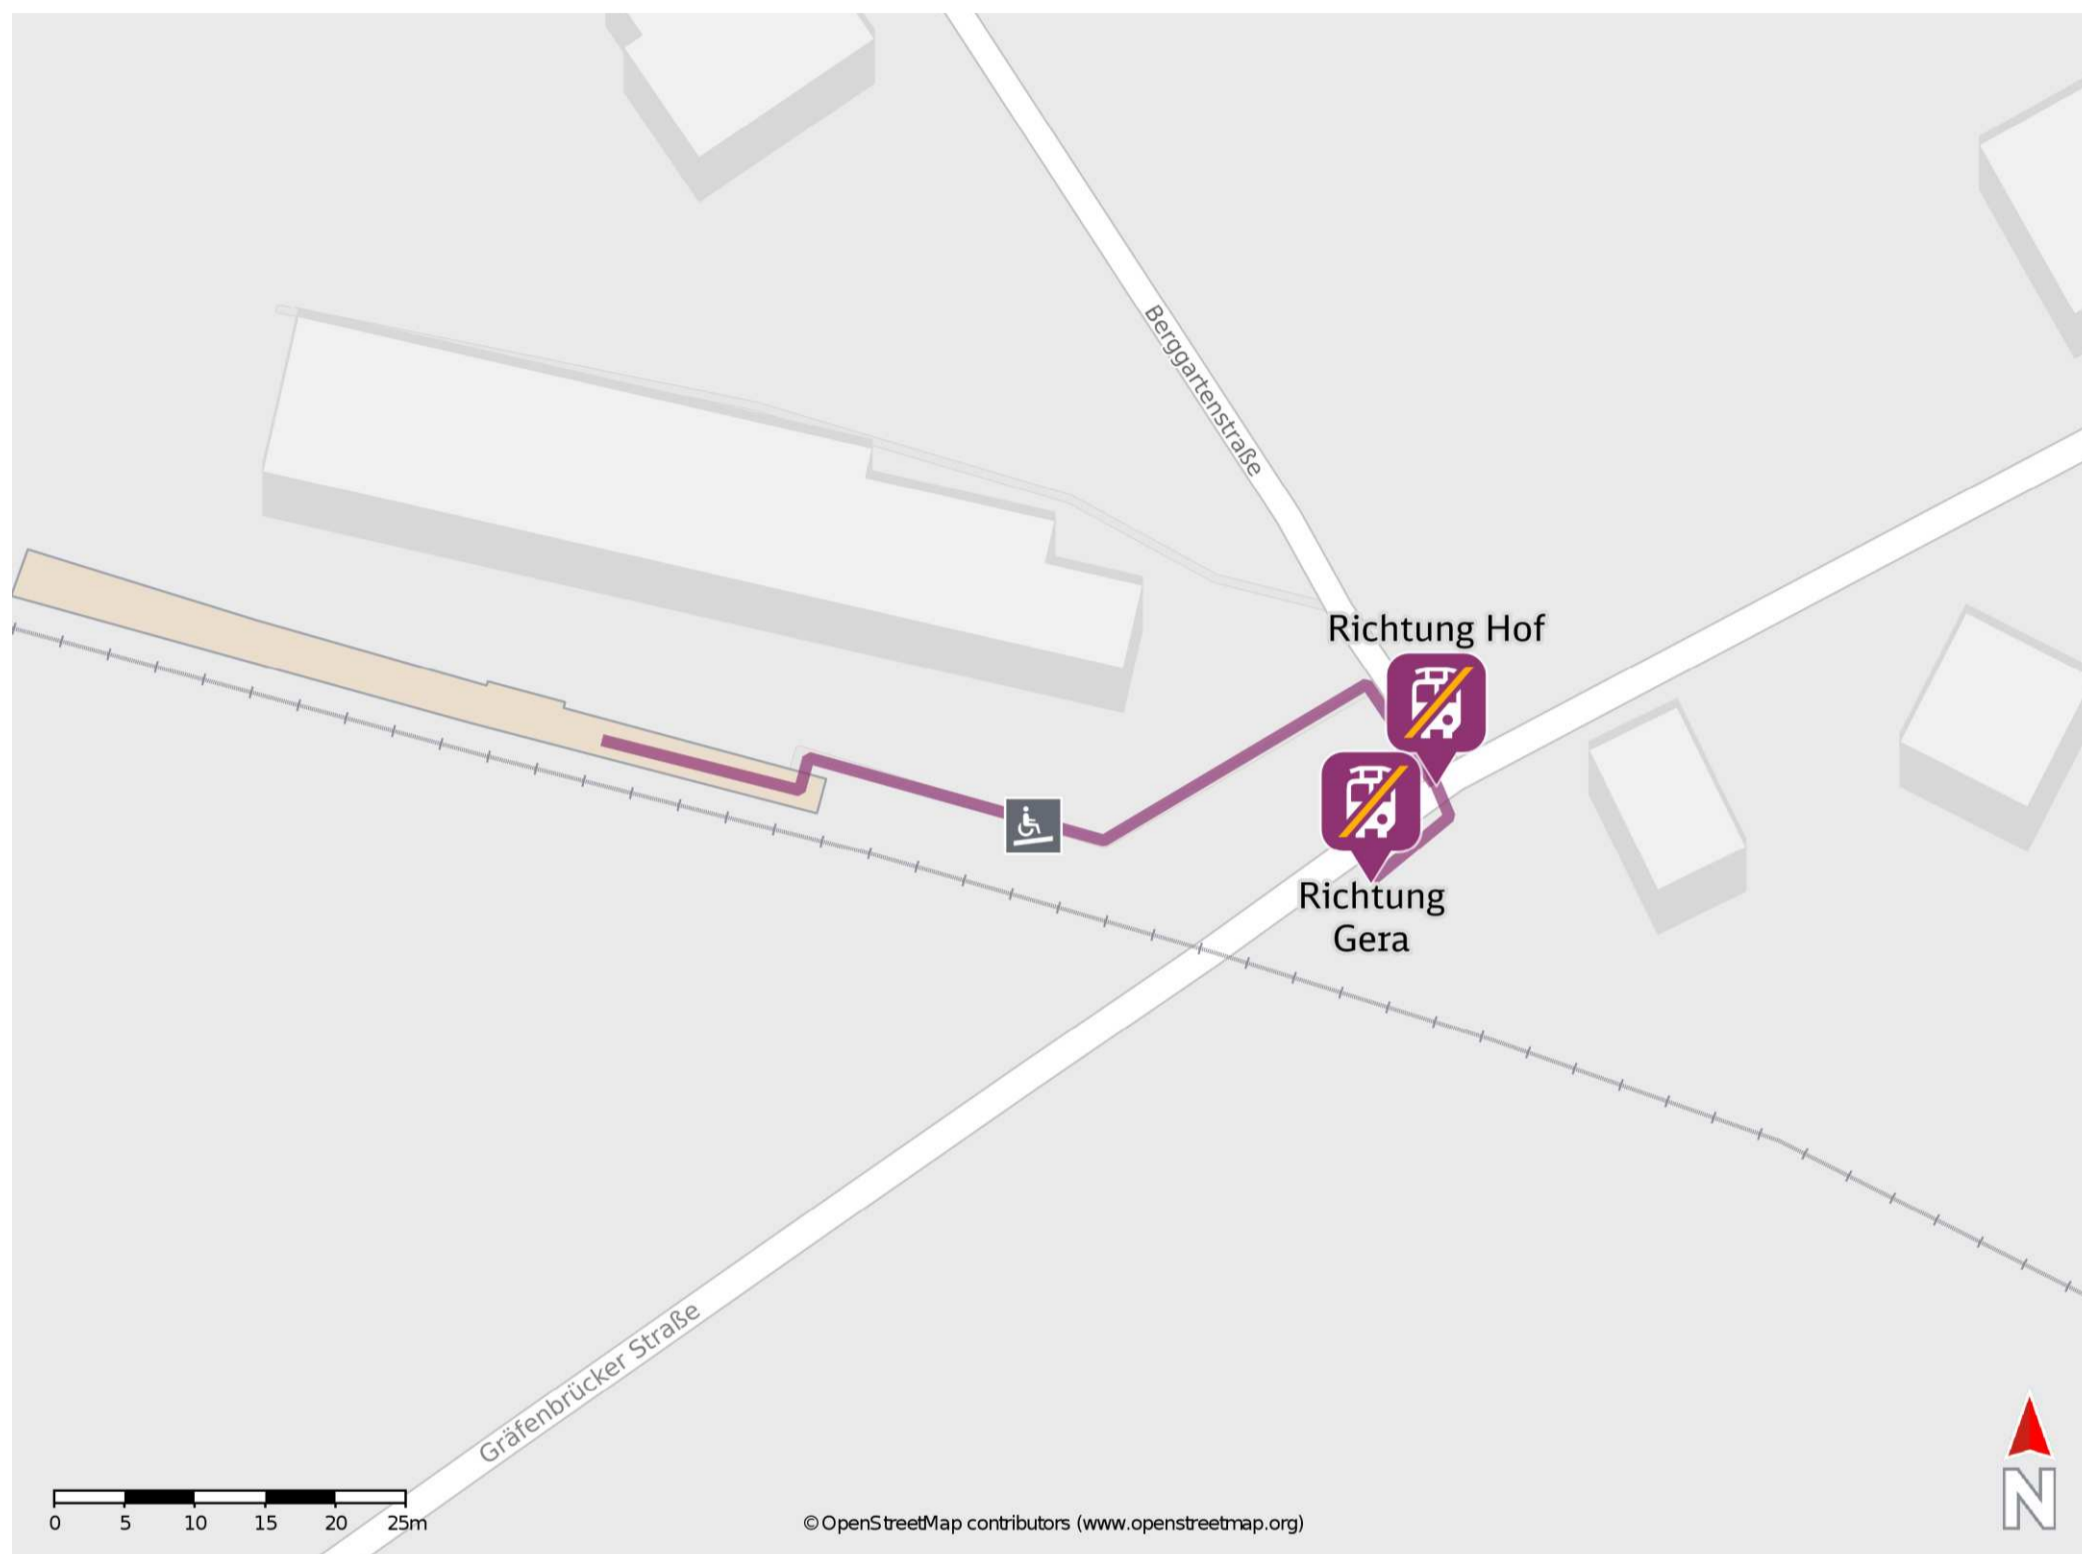 Berggartenstraße
Richtung Hof
Richtung
Gera
Gräfenbrücker Straße
0 5 10 15 20 25m
© OpenStreetMap contributors (www.openstreetmap.org)
N